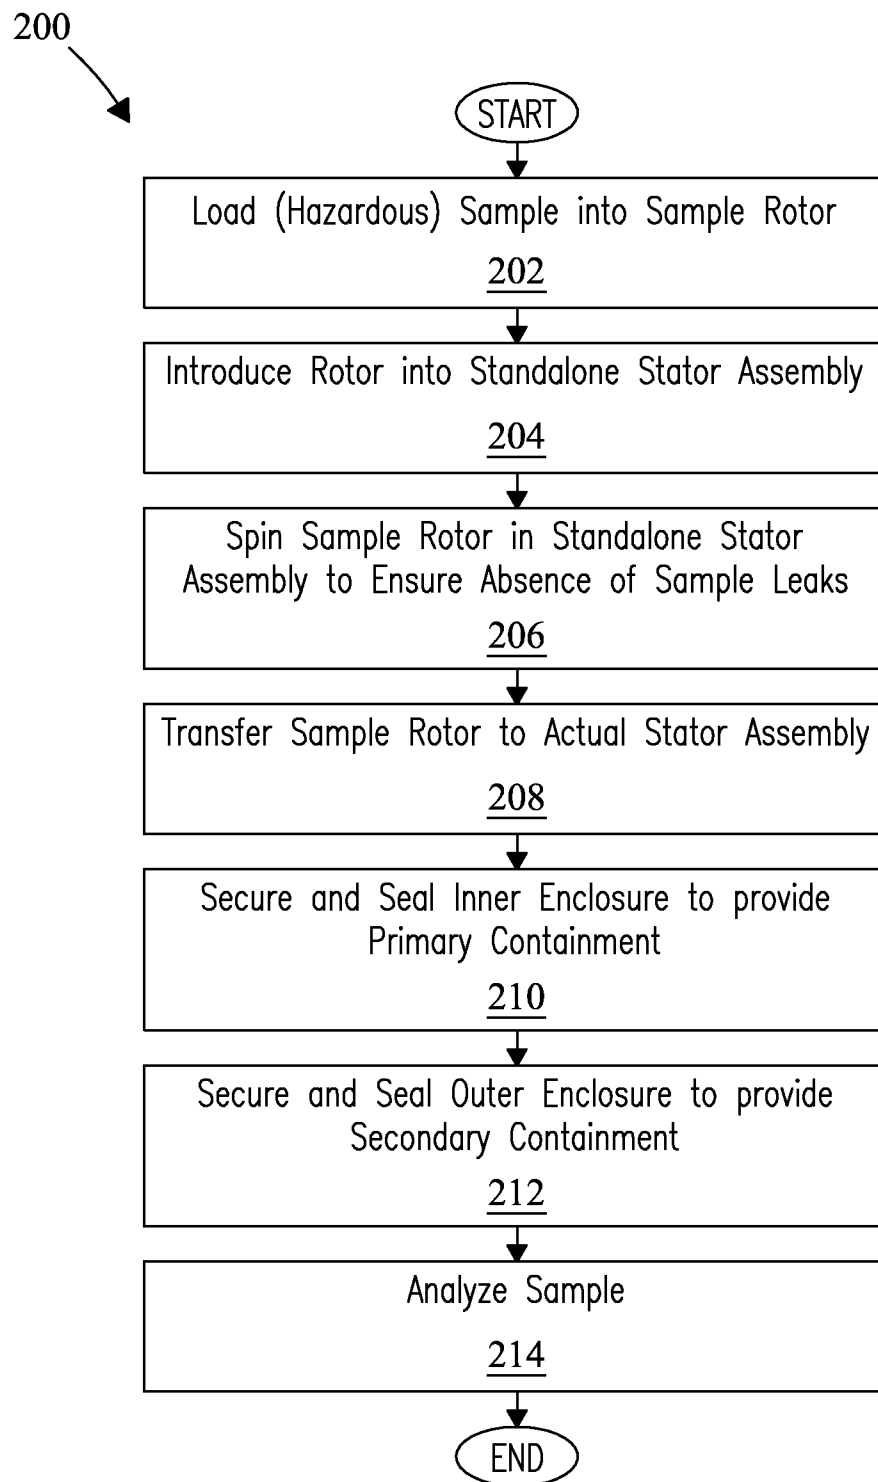 200
START
Load (Hazardous) Sample into Sample Rotor
202
Introduce Rotor into Standalone Stator Assembly
204
Spin Sample Rotor in Standalone Stator
Assembly to Ensure Absence of Sample Leaks
206
Transfer Sample Rotor to Actual Stator Assembly
208
Secure and Seal Inner Enclosure to provide
Primary Containment
210
Secure and Seal Outer Enclosure to provide
Secondary Containment
212
Analyze Sample
214
END